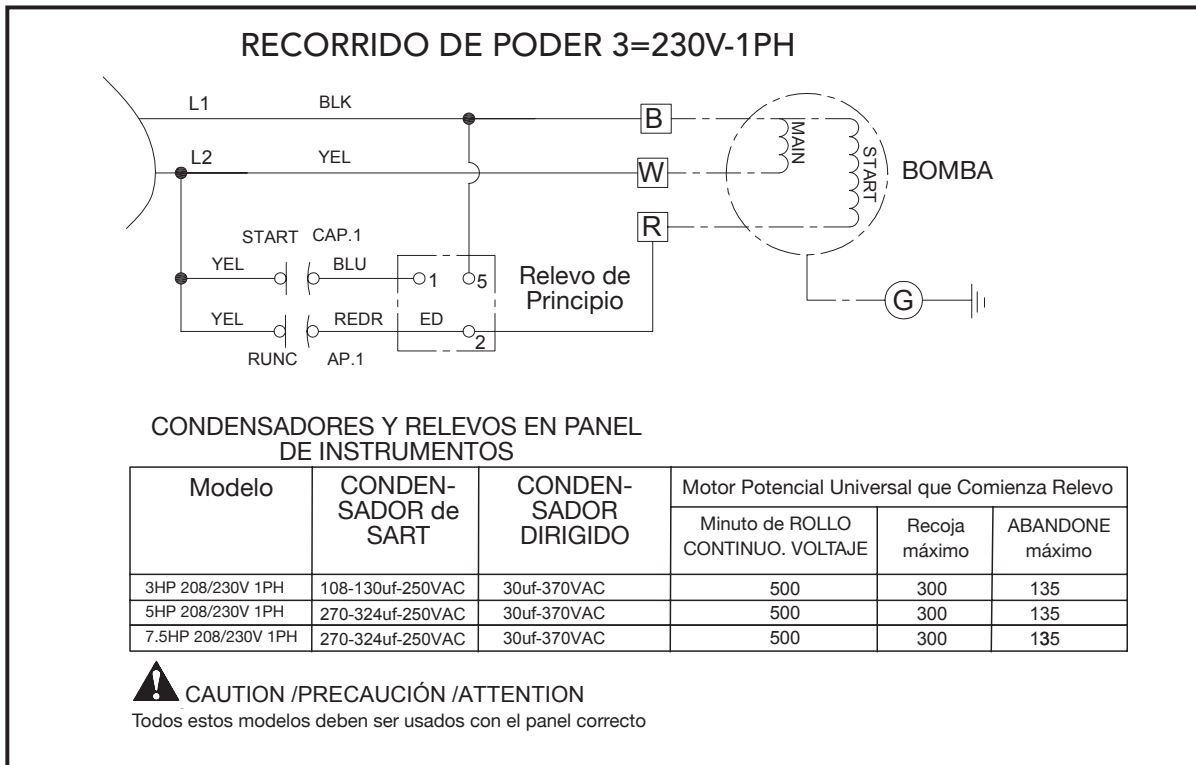 RECORRIDO DE PODER 3=230V-1PH
L1 BLK
B
MAIN
START
L2 YEL
W
BOMBA
R
START CAP.1
YEL BLU
1 5
Relevo de
Principio
G
YEL REDR ED
2
RUNC AP.1
CONDENSADORES Y RELEVOS EN PANEL
DE INSTRUMENTOS
Modelo
CONDEN-
SADOR de
SART
CONDEN-
SADOR
DIRIGIDO
Motor Potencial Universal que Comienza Relevo
Minuto de ROLLO
CONTINUO. VOLTAJE
Recoja
máximo
ABANDONE
máximo
3HP 208/230V 1PH 108-130uf-250VAC 30uf-370VAC 500 300 135
5HP 208/230V 1PH 270-324uf-250VAC 30uf-370VAC 500 300 135
7.5HP 208/230V 1PH 270-324uf-250VAC 30uf-370VAC 500 300 135
CAUTION /PRECAUCIÓN /ATTENTION
Todos estos modelos deben ser usados con el panel correcto